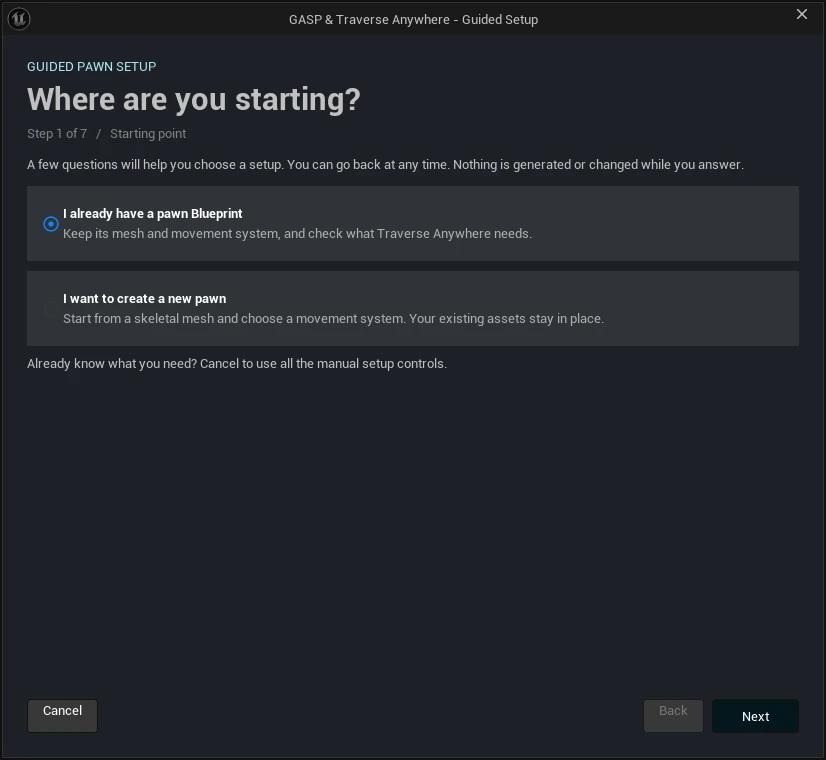 GASP & Traverse Anywhere - Guided Setup
GUIDED PAWN SETUP
Where are you starting?
Step 1 of 7 / Starting point
A few questions will help you choose a setup. You can go back at any time. Nothing is generated or changed while you answer.
I already have a pawn Blueprint
Keep its mesh and movement system, and check what Traverse Anywhere needs.
I want to create a new pawn
Start from a skeletal mesh and choose a movement system. Your existing assets stay in place.
Already know what you need? Cancel to use all the manual setup controls.
Cancel
Back
Next